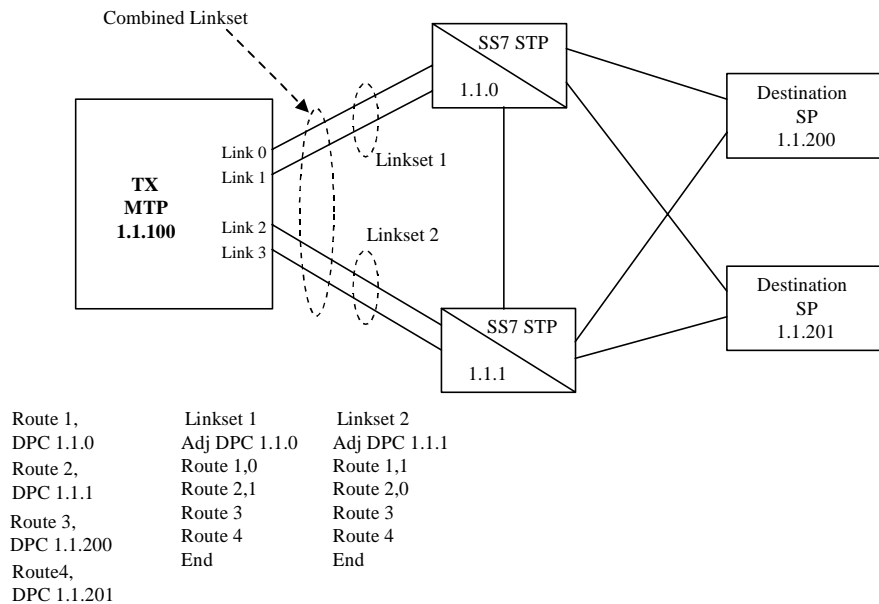 Combined Linkset
SS7 STP
1.1.0
Destination
SP
1.1.200
Link 0
Link 1
Linkset 1
TX
MTP
1.1.100
Link 2
Link 3
Linkset 2
Destination
SP
1.1.201
SS7 STP
1.1.1
Route 1,
DPC 1.1.0
Route 2,
DPC 1.1.1
Route 3,
DPC 1.1.200
Route4,
DPC 1.1.201
Linkset 1
Adj DPC 1.1.0
Route 1,0
Route 2,1
Route 3
Route 4
End
Linkset 2
Adj DPC 1.1.1
Route 1,1
Route 2,0
Route 3
Route 4
End